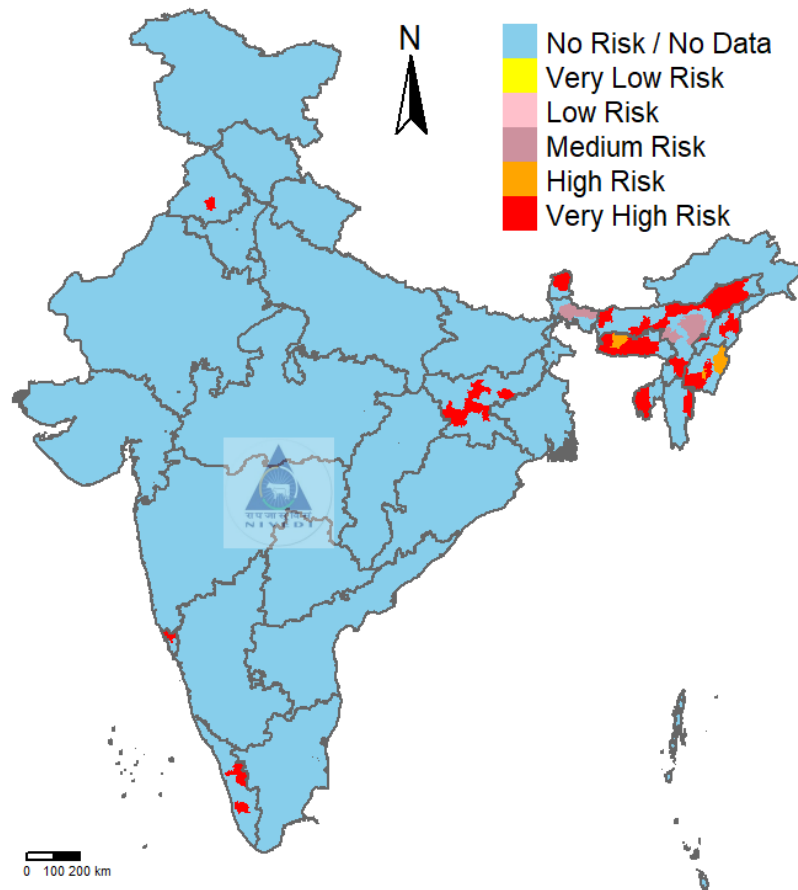 N
No Risk / No Data
Very Low Risk
Low Risk
Medium Risk
High Risk
Very High Risk
NIVEDI
0 100 200 km